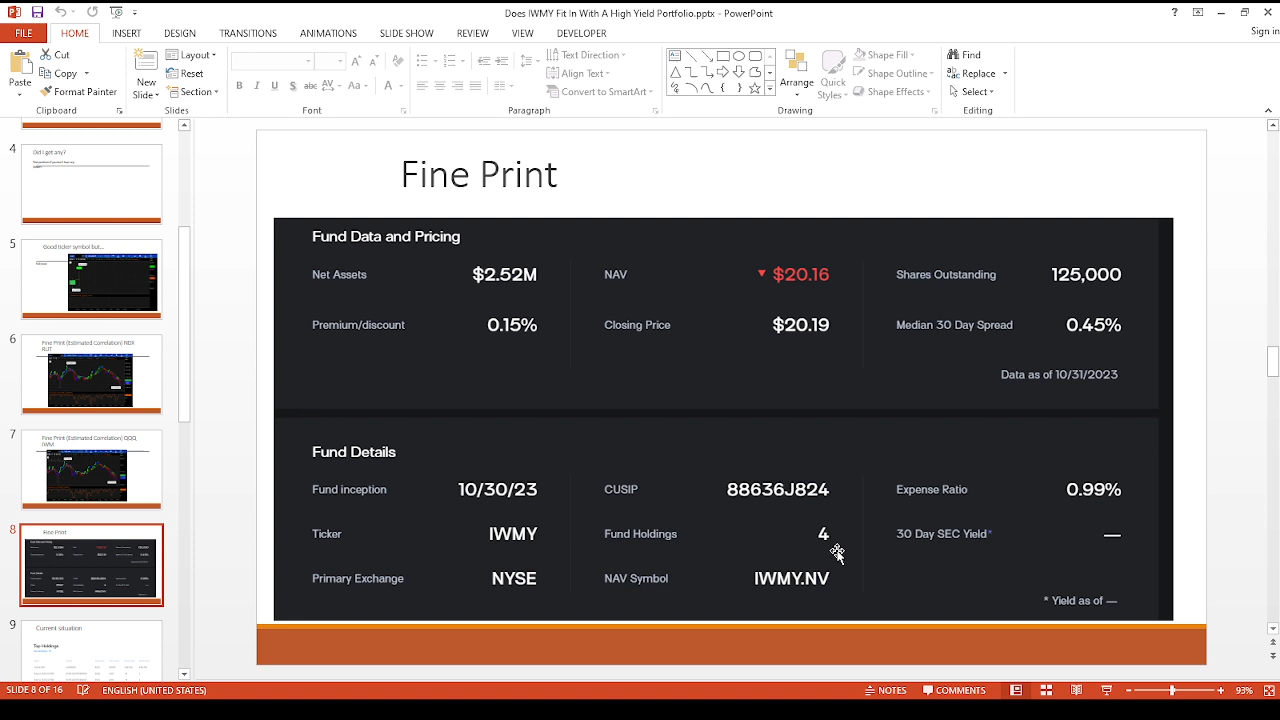 Does IWMY Fit In With A High Yield Portfolio.pptx - PowerPoint
?
Sign in
FILE HOME INSERT DESIGN TRANSITIONS ANIMATIONS SLIDE SHOW REVIEW VIEW DEVELOPER
Paste
Cut
Copy
Format Painter
Clipboard
New
Slide
Layout
Reset
Section
Slides
B I U S abc AV Aa A
Font
Text Direction
Align Text
Convert to SmartArt
Paragraph
Arrange
Quick
Styles
Shape Fill
Shape Outline
Shape Effects
Drawing
Find
Replace
Select
Editing
4
Did I get any?
5
Good ticker symbol but...
6
Fine Print (Estimated Correlation) NDX
RUT
7
Fine Print (Estimated Correlation) QQQ,
IWM
8
Fine Print
9
Current situation
Top Holdings
Fine Print
Fund Data and Pricing
Net Assets $2.52M NAV ▼ $20.16 Shares Outstanding 125,000
Premium/discount 0.15% Closing Price $20.19 Median 30 Day Spread 0.45%
Data as of 10/31/2023
Fund Details
Fund inception 10/30/23 CUSIP 88636J824 Expense Ratio 0.99%
Ticker IWMY Fund Holdings 4 30 Day SEC Yield* —
Primary Exchange NYSE NAV Symbol IWMY.NV
* Yield as of —
SLIDE 8 OF 16 ENGLISH (UNITED STATES) NOTES COMMENTS 93%